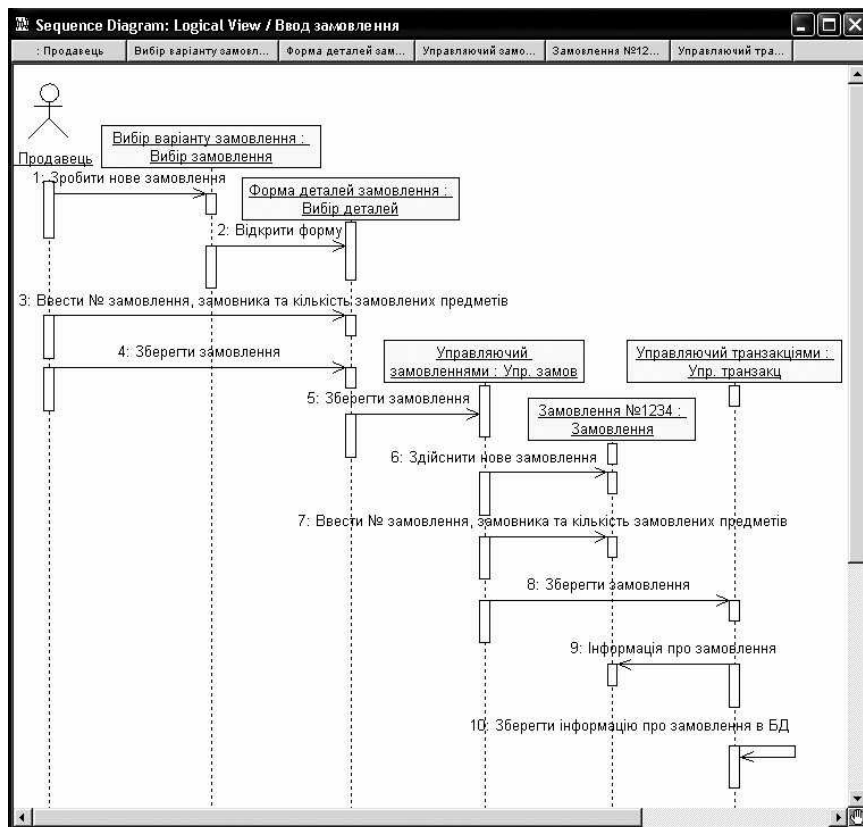 Sequence Diagram: Logical View / Ввод замовлення
: Продавець
Вибір варіанту замовл...
Форма деталей зам...
Управляючий замо...
Замовлення №12...
Управляючий тра...
Продавець
Вибір варіанту замовлення :
Вибір замовлення
1: Зробити нове замовлення
Форма деталей замовлення :
Вибір деталей
2: Відкрити форму
3: Ввести № замовлення, замовника та кількість замовлених предметів
4: Зберегти замовлення
Управляючий
замовленнями : Упр. замов
Управляючий транзакціями :
Упр. транзакц
5: Зберегти замовлення
Замовлення №1234 :
Замовлення
6: Здійснити нове замовлення
7: Ввести № замовлення, замовника та кількість замовлених предметів
8: Зберегти замовлення
9: Інформація про замовлення
10: Зберегти інформацію про замовлення в БД